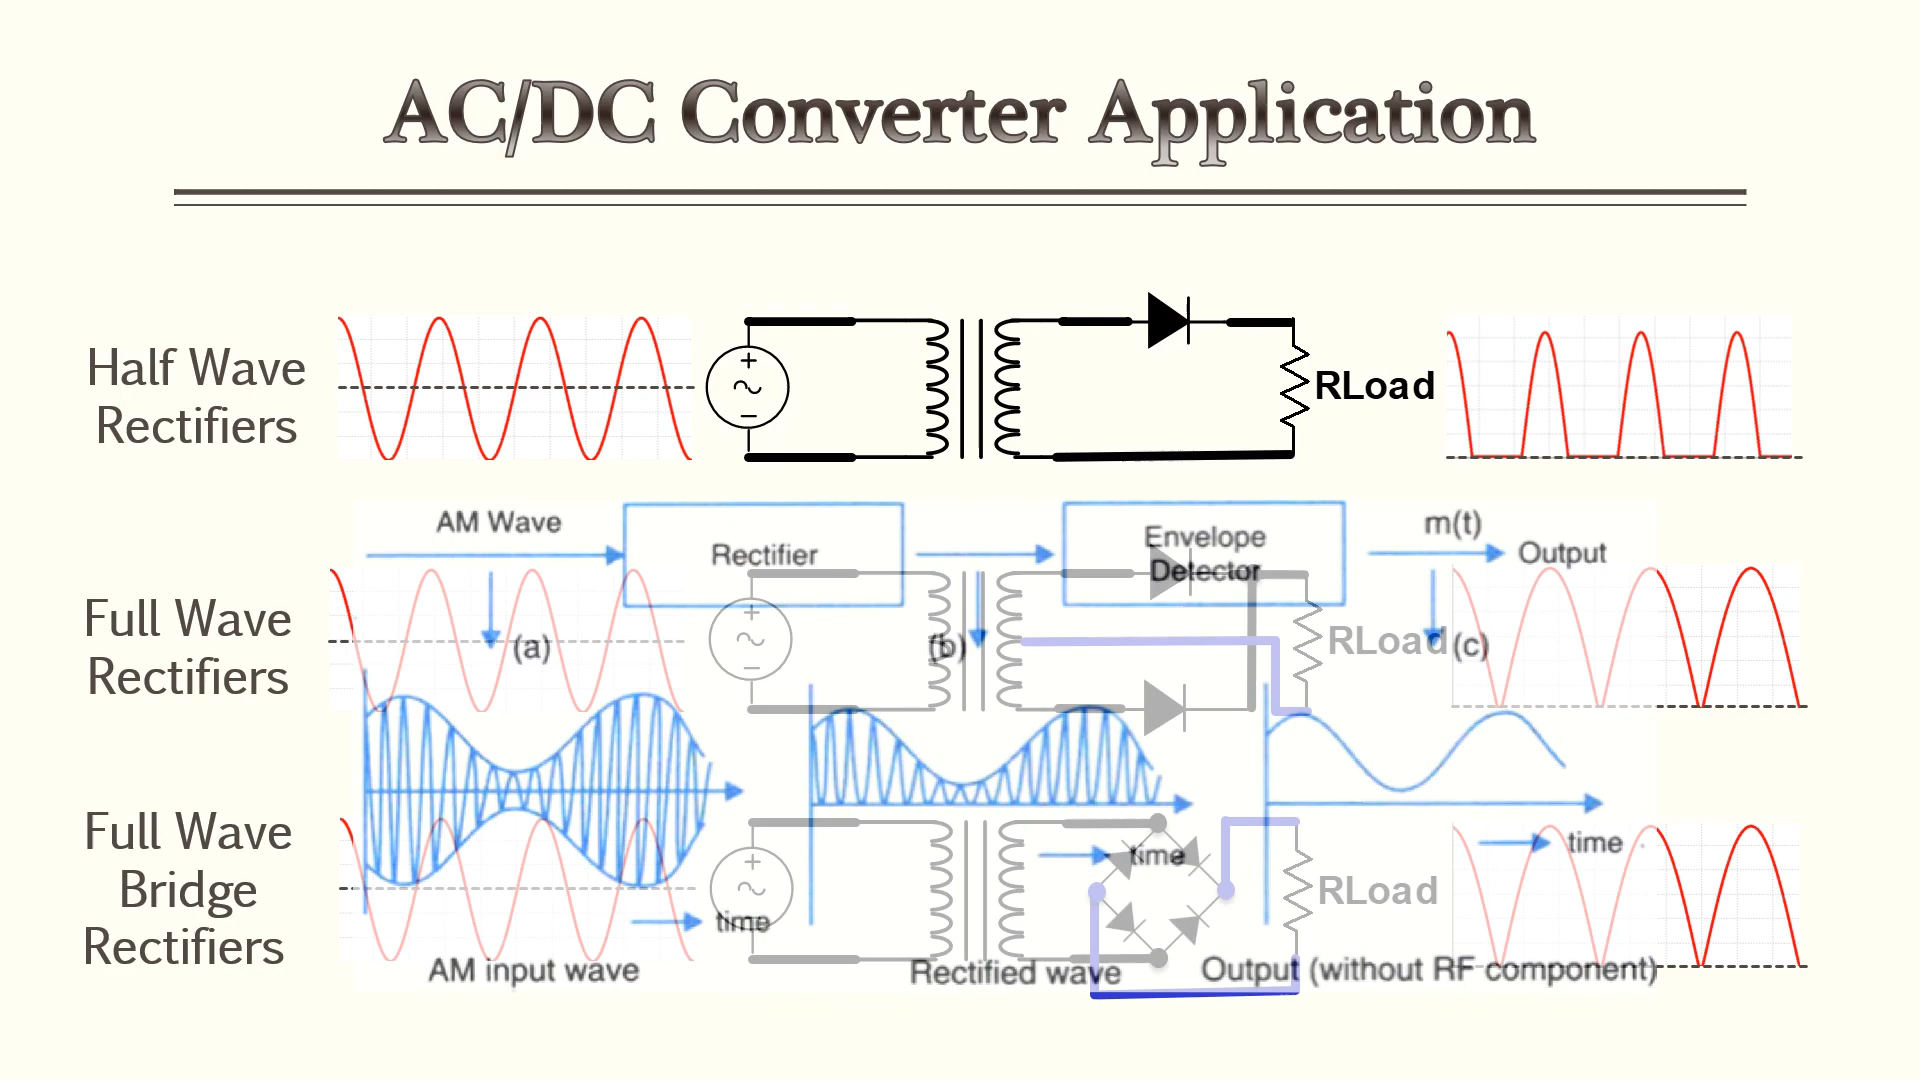 AC/DC Converter Application
Half Wave
Rectifiers
RLoad
AM Wave
Rectifier
Envelope
Detector
m(t)
Output
Full Wave
Rectifiers
(a)
(b)
RLoad
(c)
Full Wave
Bridge
Rectifiers
time
time
time
RLoad
AM input wave
Rectified wave
Output (without RF component)